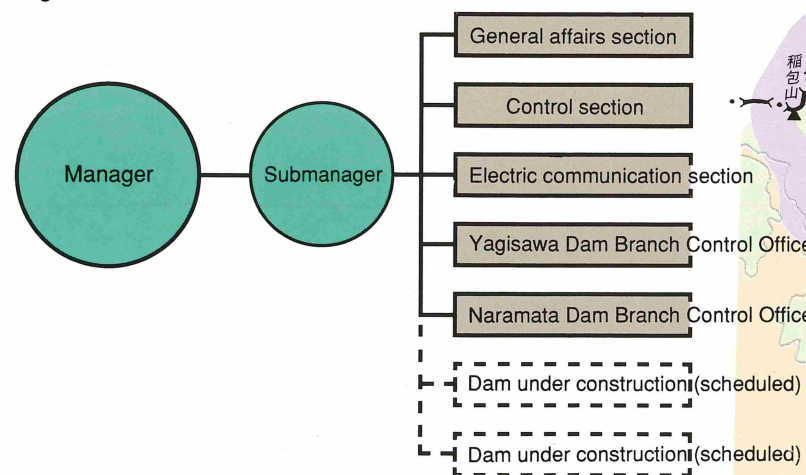 General affairs section
Control section
Manager
Submanager
Electric communication section
Yagisawa Dam Branch Control Office
Naramata Dam Branch Control Office
Dam under construction (scheduled)
Dam under construction (scheduled)
稲包山